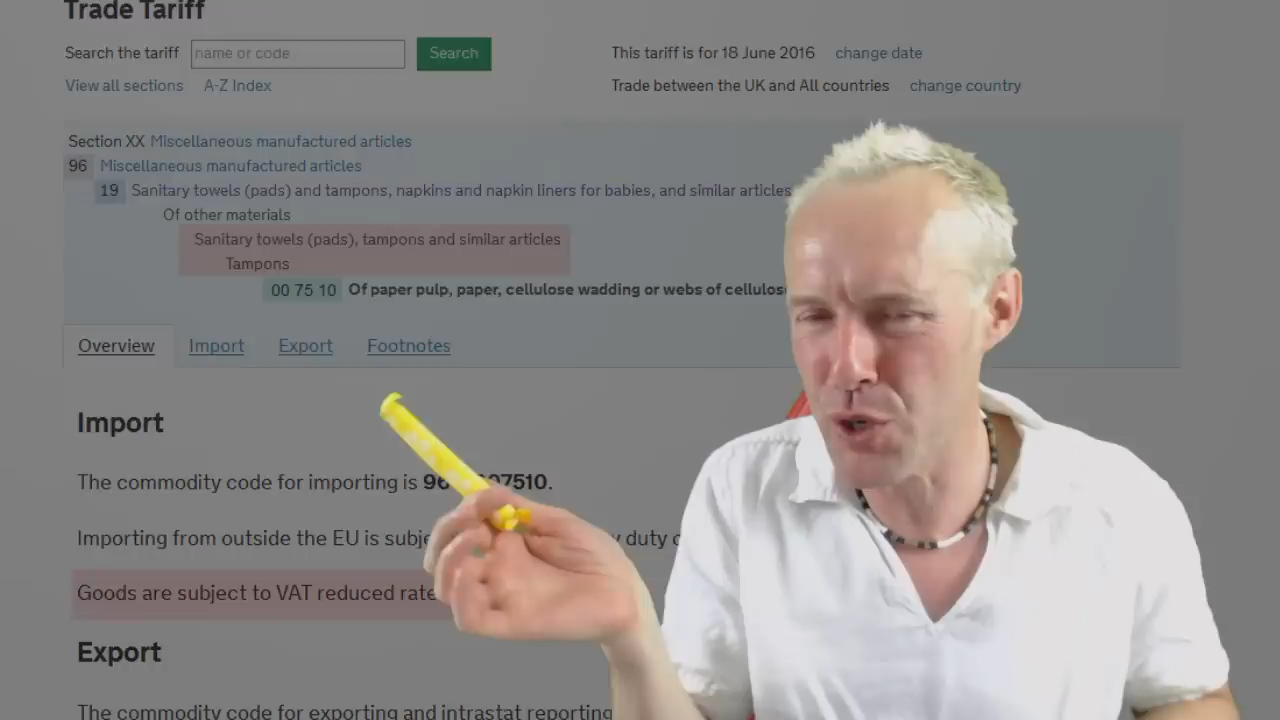 Trade Tariff
Search the tariff name or code Search This tariff is for 18 June 2016 change date
View all sections A-Z Index Trade between the UK and All countries change country
Section XX Miscellaneous manufactured articles
96 Miscellaneous manufactured articles
19 Sanitary towels (pads) and tampons, napkins and napkin liners for babies, and similar articles
Of other materials
Sanitary towels (pads), tampons and similar articles
Tampons
00 75 10 Of paper pulp, paper, cellulose wadding or webs of
Overview Import Export Footnotes
Import
The commodity code for importing is 96 07510.
Importing from outside the EU is duty
Goods are subject to VAT reduced rate
Export
The commodity code for exporting and intrastat reporting